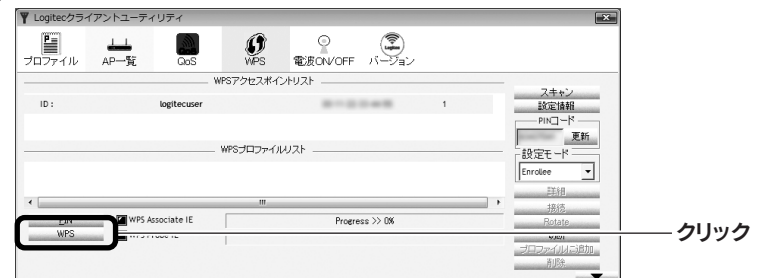 Logitecクライアントユーティリティ
プロファイル AP一覧 QoS WPS 電波ON/OFF バージョン
WPSアクセスポイントリスト
ID : logitecuser 1
WPSプロファイルリスト
スキャン
設定情報
PINコード
更新
設定モード
Enrollee
詳細
接続
Rotate
切断
プロファイルに追加
削除
PIN WPS Associate IE Progress >> 0%
WPS WPS Probe IE
クリック